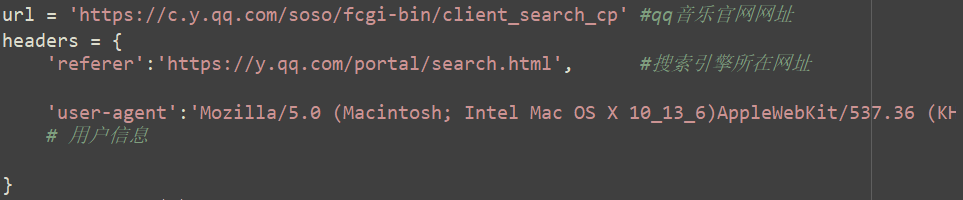 url = 'https://c.y.qq.com/soso/fcgi-bin/client_search_cp' #qq音乐官网网址
headers = {
'referer':'https://y.qq.com/portal/search.html', #搜索引擎所在网址
'user-agent':'Mozilla/5.0 (Macintosh; Intel Mac OS X 10_13_6)AppleWebKit/537.36 (KH
# 用户信息
}